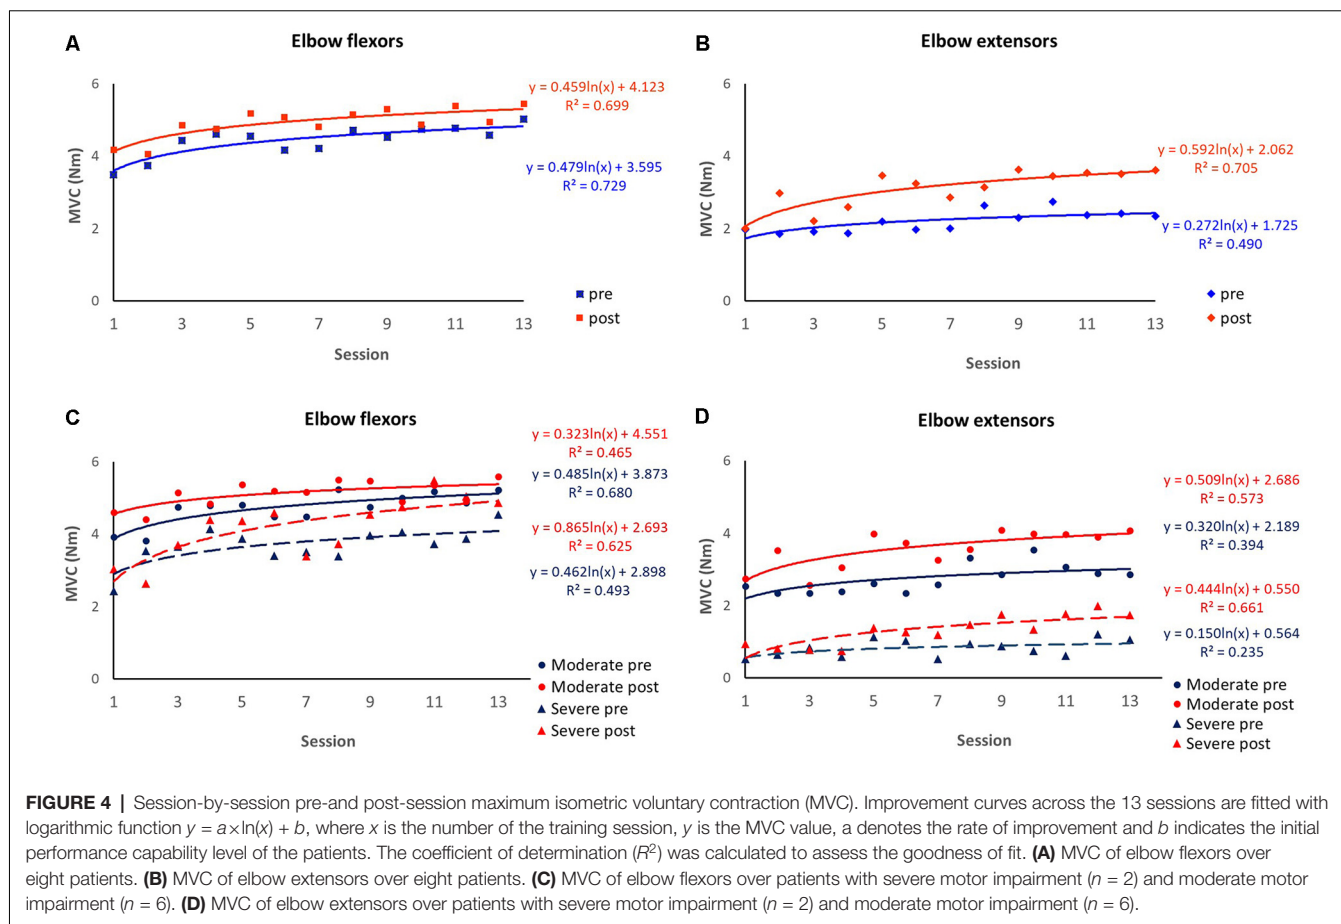 A
Elbow flexors
MVC (Nm)
6
4
2
0
1 3 5 7 9 11 13
Session
y = 0.459ln(x) + 4.123
R² = 0.699
y = 0.479ln(x) + 3.595
R² = 0.729
pre
post
B
Elbow extensors
MVC (Nm)
6
4
2
0
1 3 5 7 9 11 13
Session
y = 0.592ln(x) + 2.062
R² = 0.705
y = 0.272ln(x) + 1.725
R² = 0.490
pre
post
C
Elbow flexors
MVC (Nm)
6
4
2
0
1 3 5 7 9 11 13
Session
y = 0.323ln(x) + 4.551
R² = 0.465
y = 0.485ln(x) + 3.873
R² = 0.680
y = 0.865ln(x) + 2.693
R² = 0.625
y = 0.462ln(x) + 2.898
R² = 0.493
Moderate pre
Moderate post
Severe pre
Severe post
D
Elbow extensors
MVC (Nm)
6
4
2
0
1 3 5 7 9 11 13
Session
y = 0.509ln(x) + 2.686
R² = 0.573
y = 0.320ln(x) + 2.189
R² = 0.394
y = 0.444ln(x) + 0.550
R² = 0.661
y = 0.150ln(x) + 0.564
R² = 0.235
Moderate pre
Moderate post
Severe pre
Severe post
FIGURE 4 | Session-by-session pre-and post-session maximum isometric voluntary contraction (MVC). Improvement curves across the 13 sessions are fitted with
logarithmic function y = a×ln(x) + b, where x is the number of the training session, y is the MVC value, a denotes the rate of improvement and b indicates the initial
performance capability level of the patients. The coefficient of determination (R²) was calculated to assess the goodness of fit. (A) MVC of elbow flexors over
eight patients. (B) MVC of elbow extensors over eight patients. (C) MVC of elbow flexors over patients with severe motor impairment (n = 2) and moderate motor
impairment (n = 6). (D) MVC of elbow extensors over patients with severe motor impairment (n = 2) and moderate motor impairment (n = 6).